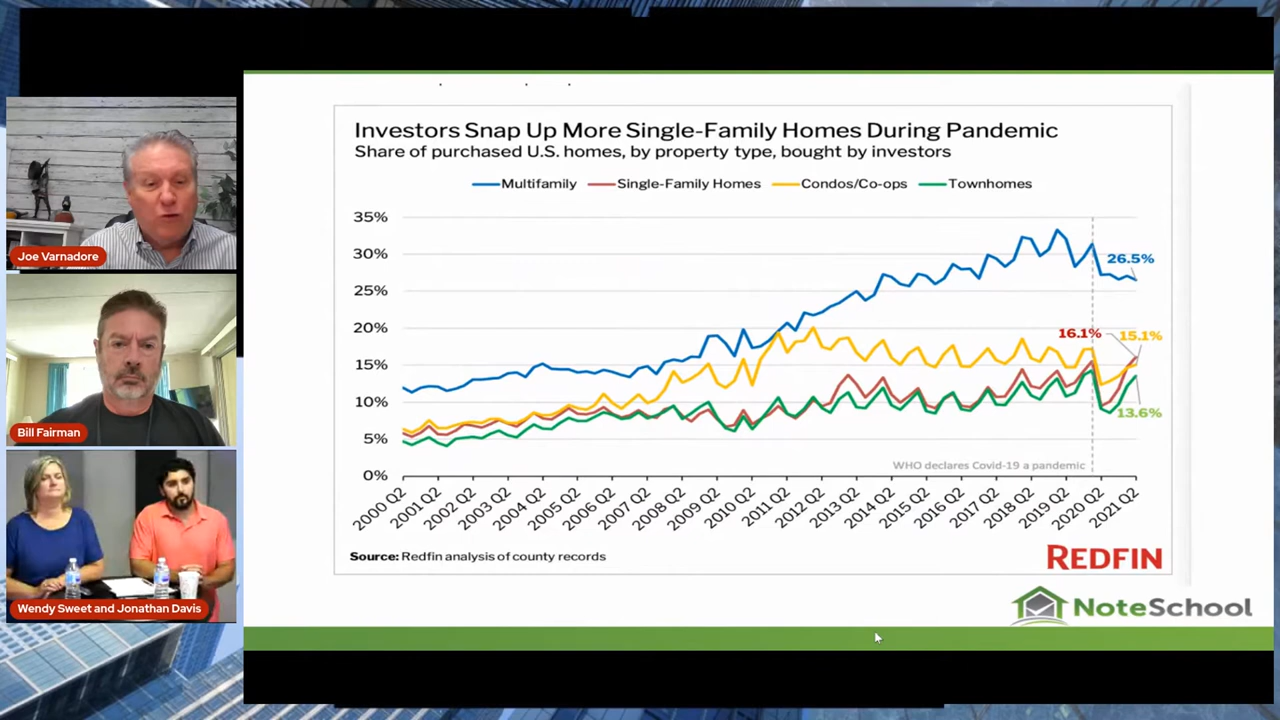 Joe Varnadore
Bill Fairman
Wendy Sweet and Jonathan Davis
Investors Snap Up More Single-Family Homes During Pandemic
Share of purchased U.S. homes, by property type, bought by investors
Multifamily Single-Family Homes Condos/Co-ops Townhomes
35%
30%
25%
20%
15%
10%
5%
0%
26.5%
16.1% 15.1%
13.6%
WHO declares Covid-19 a pandemic
2000 Q2 2001 Q2 2002 Q2 2003 Q2 2004 Q2 2005 Q2 2006 Q2 2007 Q2 2008 Q2 2009 Q2 2010 Q2 2011 Q2 2012 Q2 2013 Q2 2014 Q2 2015 Q2 2016 Q2 2017 Q2 2018 Q2 2019 Q2 2020 Q2 2021 Q2
Source: Redfin analysis of county records
REDFIN
NoteSchool